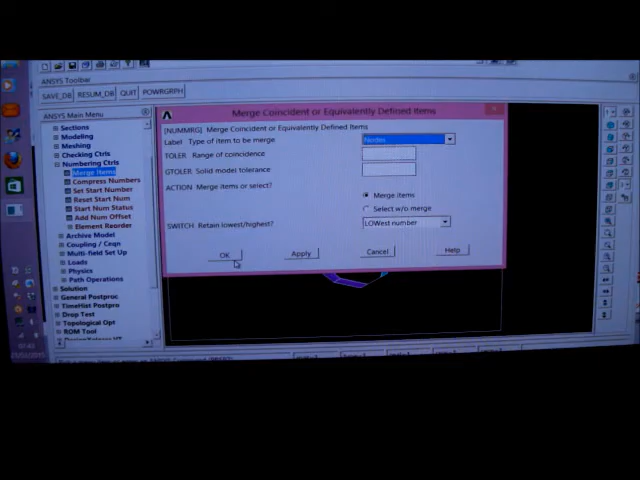 ANSYS Toolbar
SAVE_DB RESUM_DB QUIT POWRGRPH
ANSYS Main Menu
Sections
Modeling
Meshing
Checking Ctrls
Numbering Ctrls
Merge Items
Compress Numbers
Set Start Number
Reset Start Num
Start Num Status
Add Num Offset
Element Reorder
Archive Model
Coupling / Ceqn
Multi-field Set Up
Loads
Physics
Path Operations
Solution
General Postproc
TimeHist Postpro
Drop Test
Topological Opt
ROM Tool
Merge Coincident or Equivalently Defined Items
[NUMMRG] Merge Coincident or Equivalently Defined Items
Label Type of item to be merge Nodes
TOLER Range of coincidence
GTOLER Solid model tolerance
ACTION Merge items or select?
Merge items
Select w/o merge
SWITCH Retain lowest/highest? LOWest number
OK Apply Cancel Help